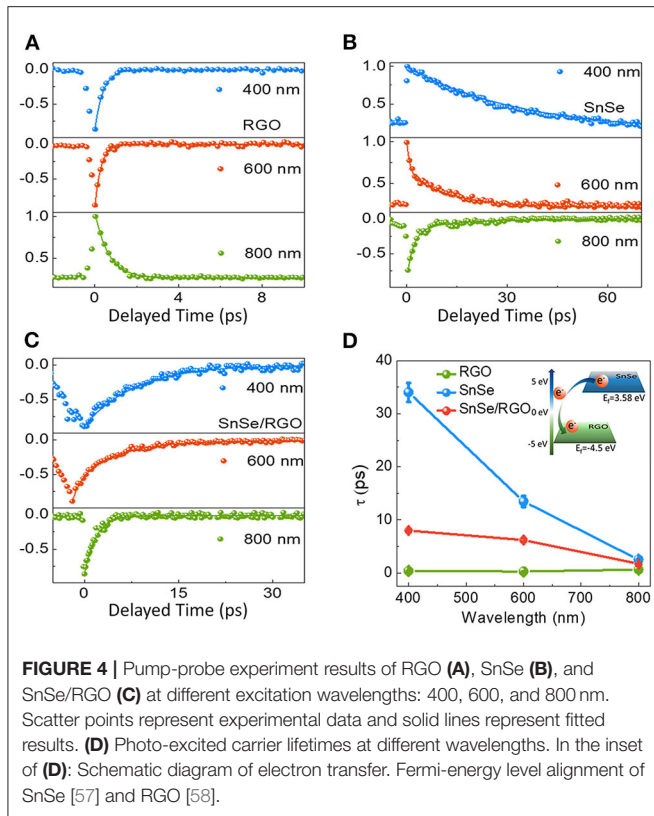 A
0.0
-0.5
400 nm
RGO
0.0
-0.5
600 nm
1.0
0.5
800 nm
0
4
8
Delayed Time (ps)
B
1.0
0.5
400 nm
SnSe
1.0
0.5
600 nm
0.0
-0.5
800 nm
0
30
60
Delayed Time (ps)
C
0.0
-0.5
400 nm
SnSe/RGO
0.0
-0.5
600 nm
0.0
-0.5
800 nm
0
15
30
Delayed Time (ps)
D
40
30
20
10
0
τ (ps)
RGO
SnSe
SnSe/RGO
5 eV
0 eV
-5 eV
e-
SnSe
Ef=3.58 eV
e-
e-
RGO
Ef=-4.5 eV
400
500
600
700
800
Wavelength (nm)
FIGURE 4 | Pump-probe experiment results of RGO (A), SnSe (B), and
SnSe/RGO (C) at different excitation wavelengths: 400, 600, and 800 nm.
Scatter points represent experimental data and solid lines represent fitted
results. (D) Photo-excited carrier lifetimes at different wavelengths. In the inset
of (D): Schematic diagram of electron transfer. Fermi-energy level alignment of
SnSe [57] and RGO [58].